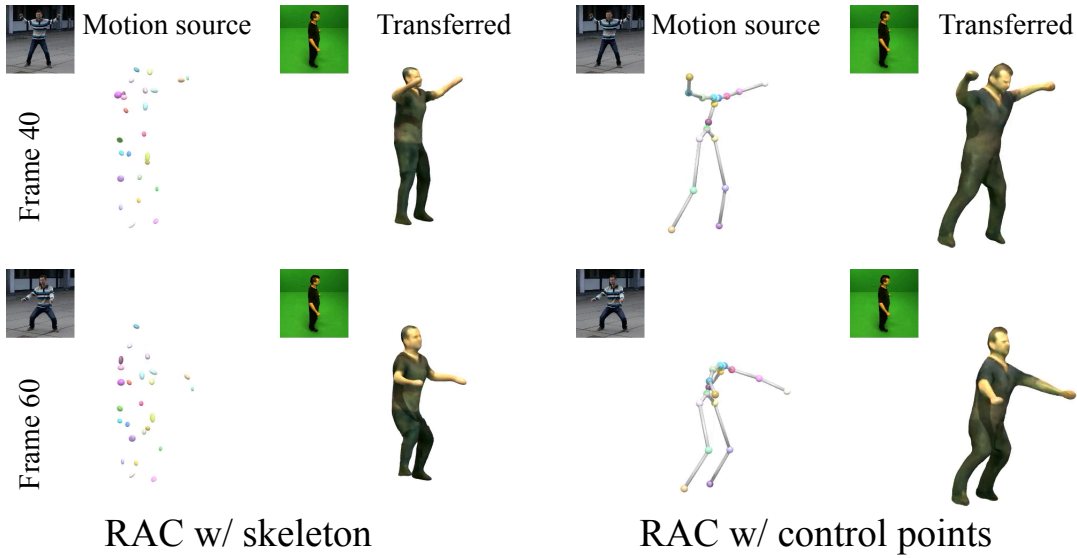 Motion source Transferred Motion source Transferred
Frame 40
Frame 60
RAC w/ skeleton RAC w/ control points